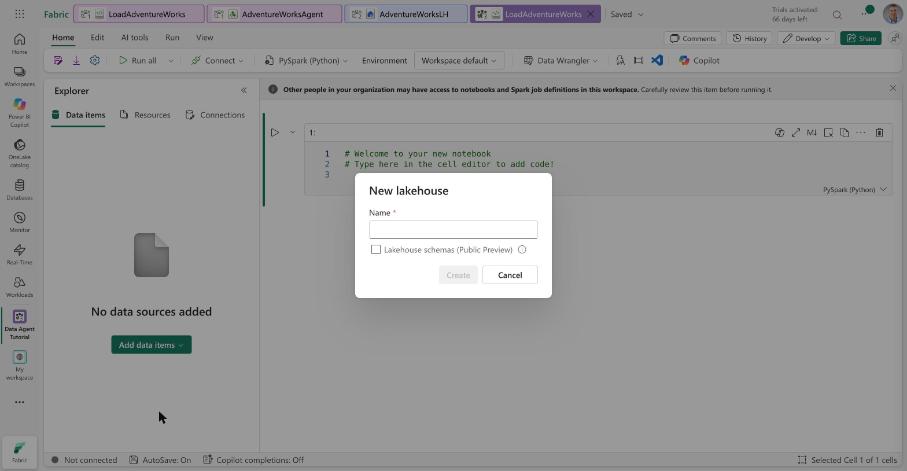 Fabric
LoadAdventureWorks
AdventureWorksAgent
AdventureWorksLH
LoadAdventureWorks
Saved
Trials activated:
66 days left
Home
Edit
AI tools
Run
View
Comments
History
Develop
Share
Run all
Connect
PySpark (Python)
Environment
Workspace default
Data Wrangler
Copilot
Home
Workspaces
Power BI
Copilot
OneLake
catalog
Databases
Monitor
Real-Time
Workloads
Data Agent
Tutorial
My
workspace
Fabric
Explorer
Data items
Resources
Connections
No data sources added
Add data items
Other people in your organization may have access to notebooks and Spark job definitions in this workspace. Carefully review this item before running it.
1:
M↓
1 # Welcome to your new notebook
2 # Type here in the cell editor to add code!
3
PySpark (Python)
New lakehouse
Name *
Lakehouse schemas (Public Preview)
Create
Cancel
Not connected
AutoSave: On
Copilot completions: Off
Selected Cell 1 of 1 cells